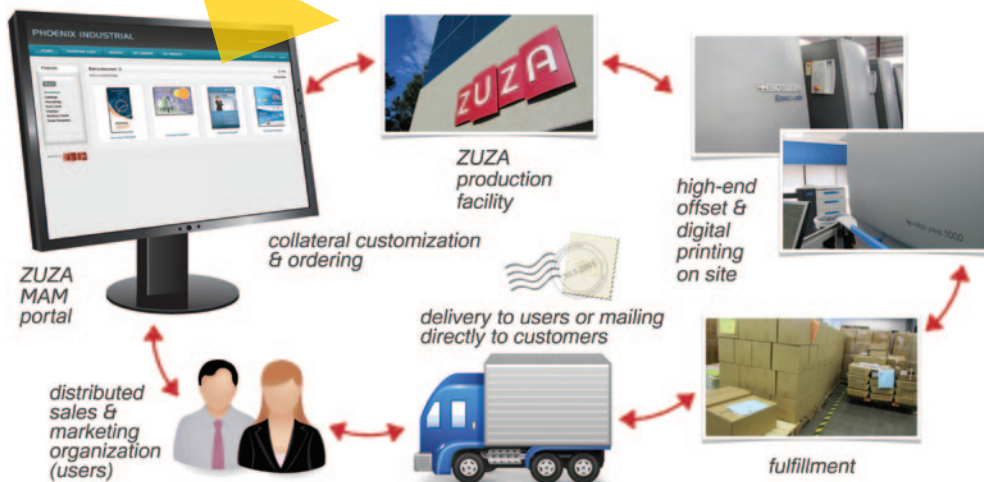 PHOENIX INDUSTRIAL
ZUZA
ZUZA
production
facility
high-end
offset &
digital
printing
on site
collateral customization
& ordering
ZUZA
MAM
portal
delivery to users or mailing
directly to customers
distributed
sales &
marketing
organization
(users)
fulfillment